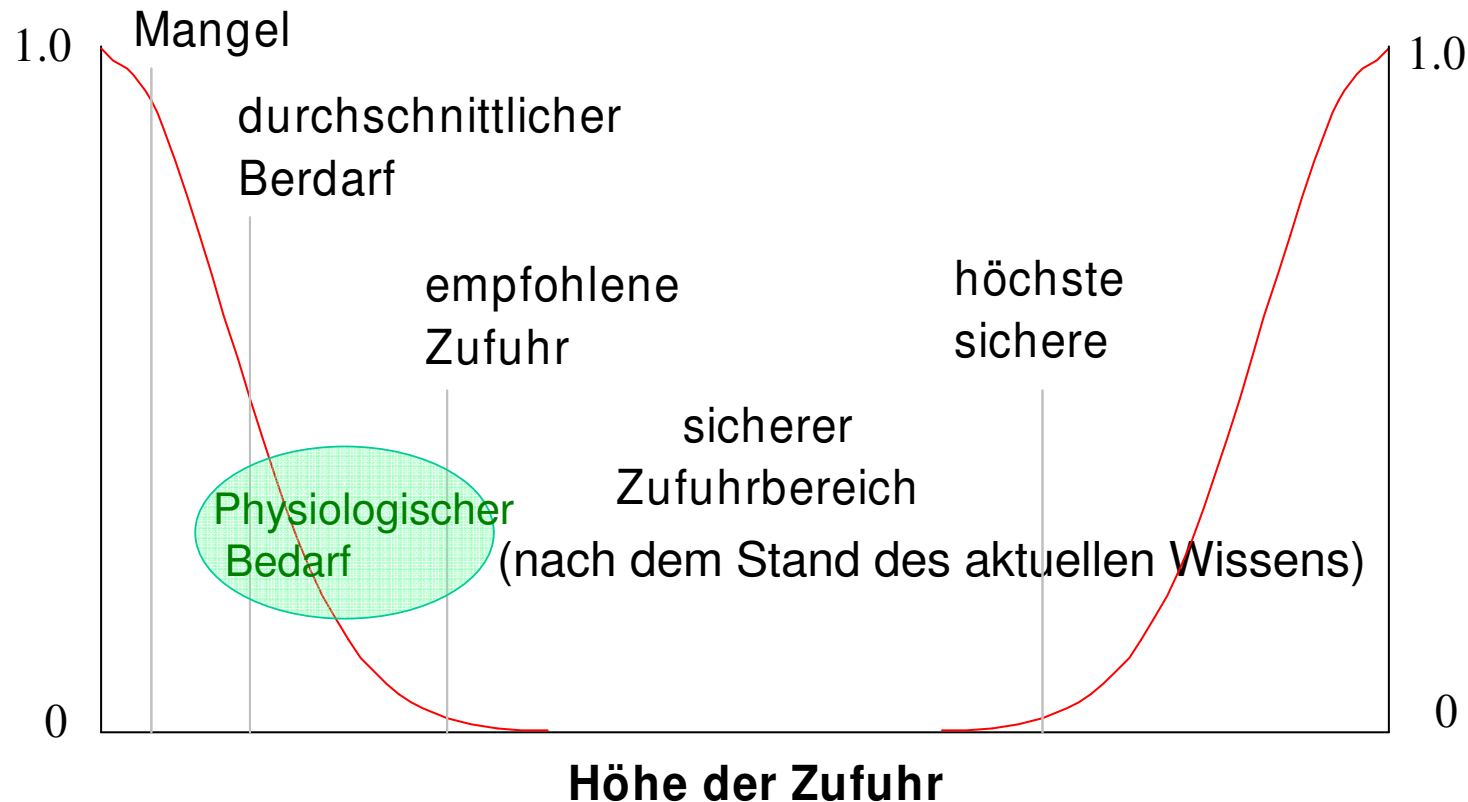 Mangel
1.0
1.0
durchschnittlicher
Berdarf
empfohlene
Zufuhr
höchste
sichere
sicherer
Zufuhrbereich
Physiologischer
Bedarf
(nach dem Stand des aktuellen Wissens)
0
0
Höhe der Zufuhr